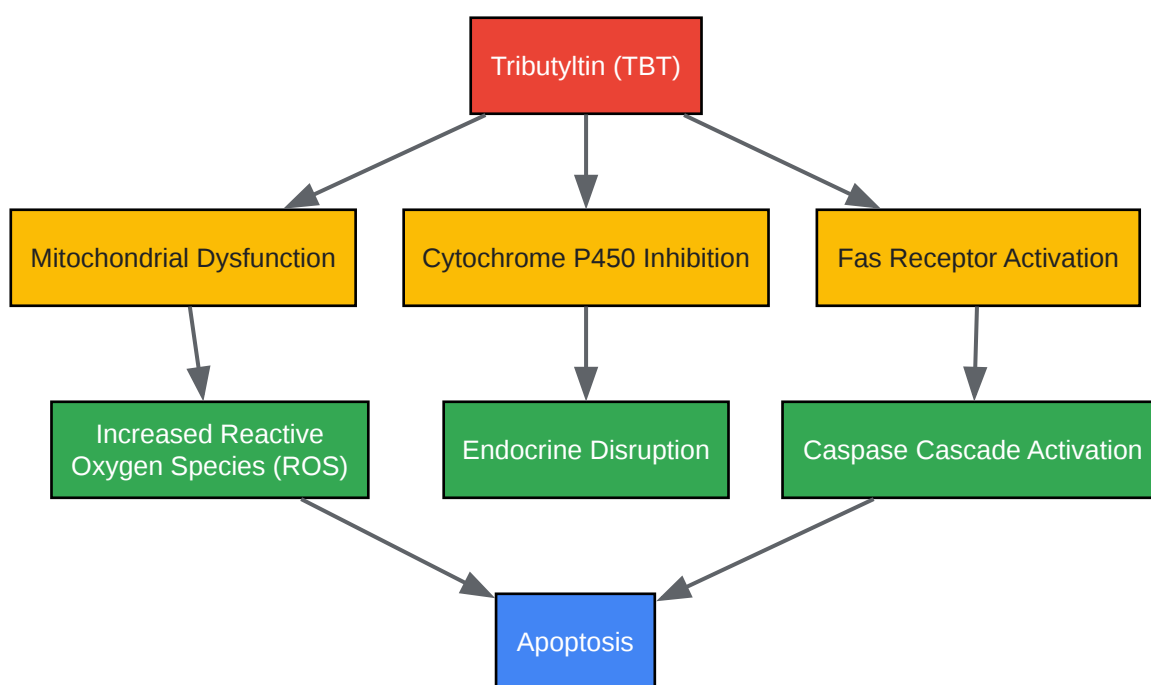 Tributyltin (TBT)
Mitochondrial Dysfunction
Cytochrome P450 Inhibition
Fas Receptor Activation
Increased Reactive
Oxygen Species (ROS)
Endocrine Disruption
Caspase Cascade Activation
Apoptosis